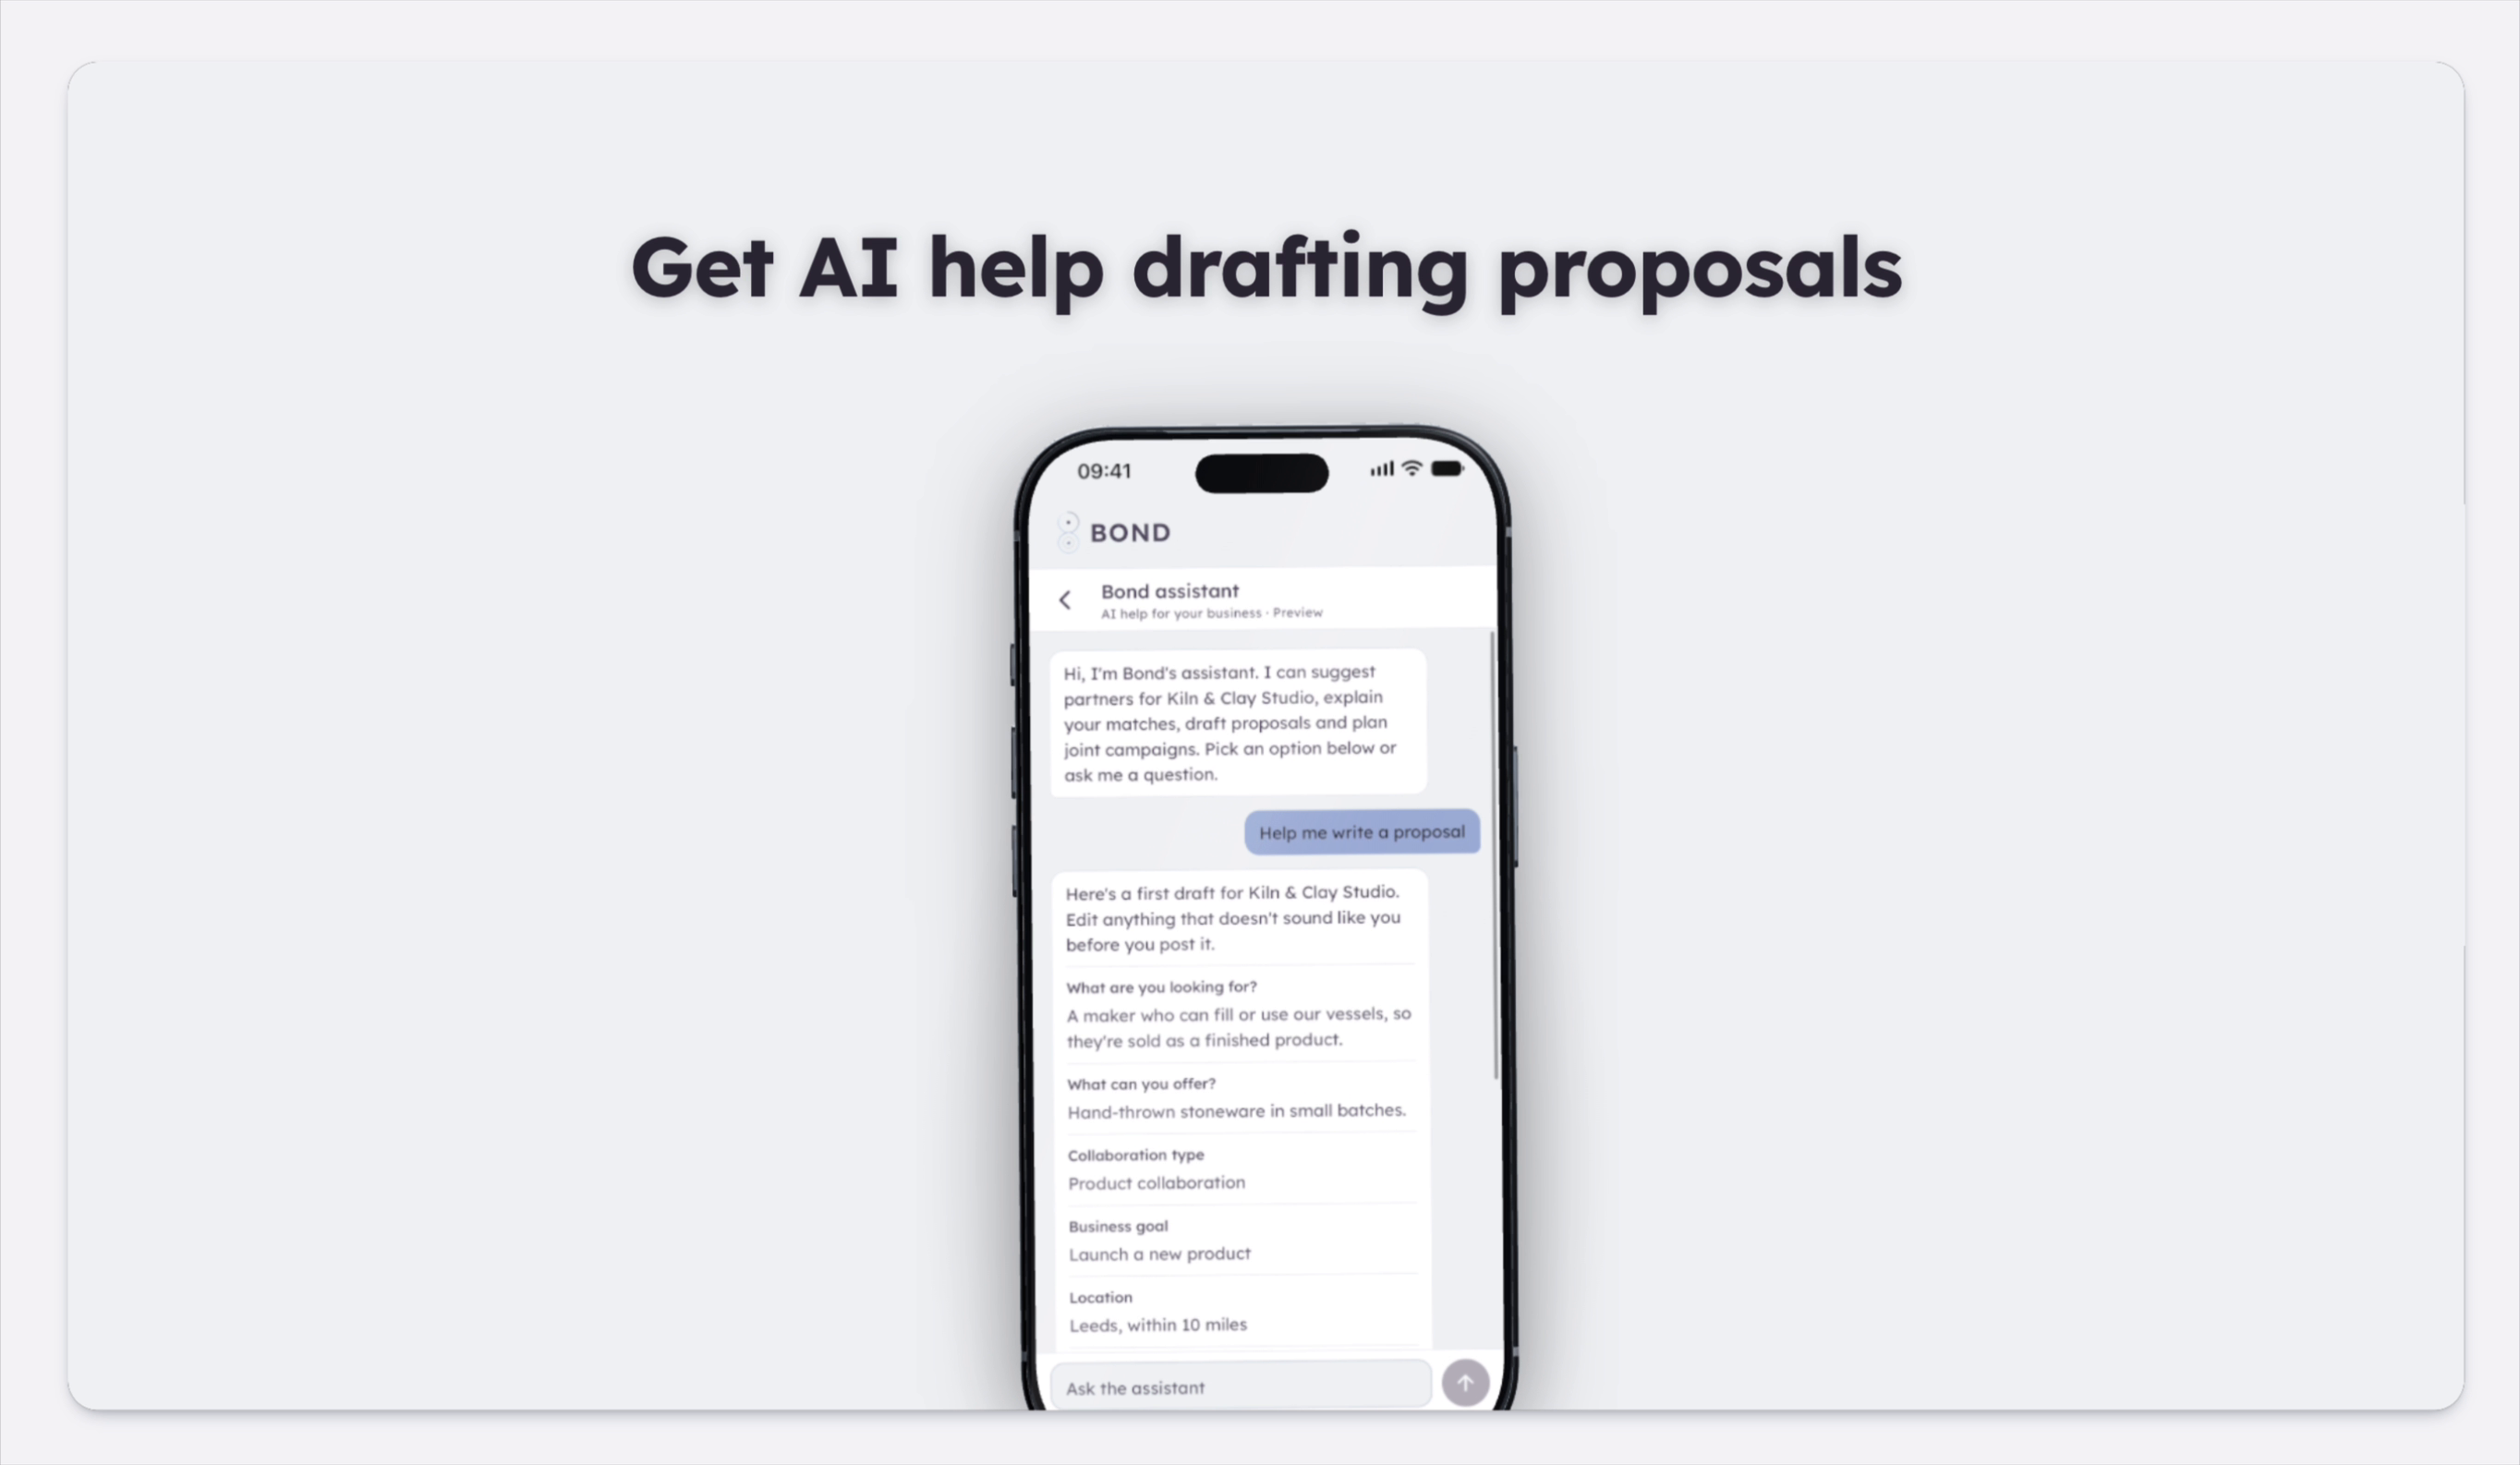 Get AI help drafting proposals
09:41
BOND
Bond assistant
AI help for your business · Preview
Hi, I'm Bond's assistant. I can suggest
partners for Kiln & Clay Studio, explain
your matches, draft proposals and plan
joint campaigns. Pick an option below or
ask me a question.
Help me write a proposal
Here's a first draft for Kiln & Clay Studio.
Edit anything that doesn't sound like you
before you post it.
What are you looking for?
A maker who can fill or use our vessels, so
they're sold as a finished product.
What can you offer?
Hand-thrown stoneware in small batches.
Collaboration type
Product collaboration
Business goal
Launch a new product
Location
Leeds, within 10 miles
Ask the assistant